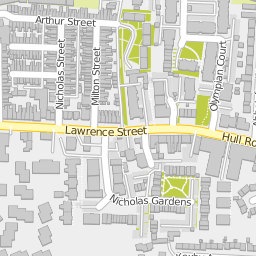 Arthur Street
Nicholas Street
Milton Street
Olympian Court
Lawrence Street
Hull Ro
Nicholas Gardens